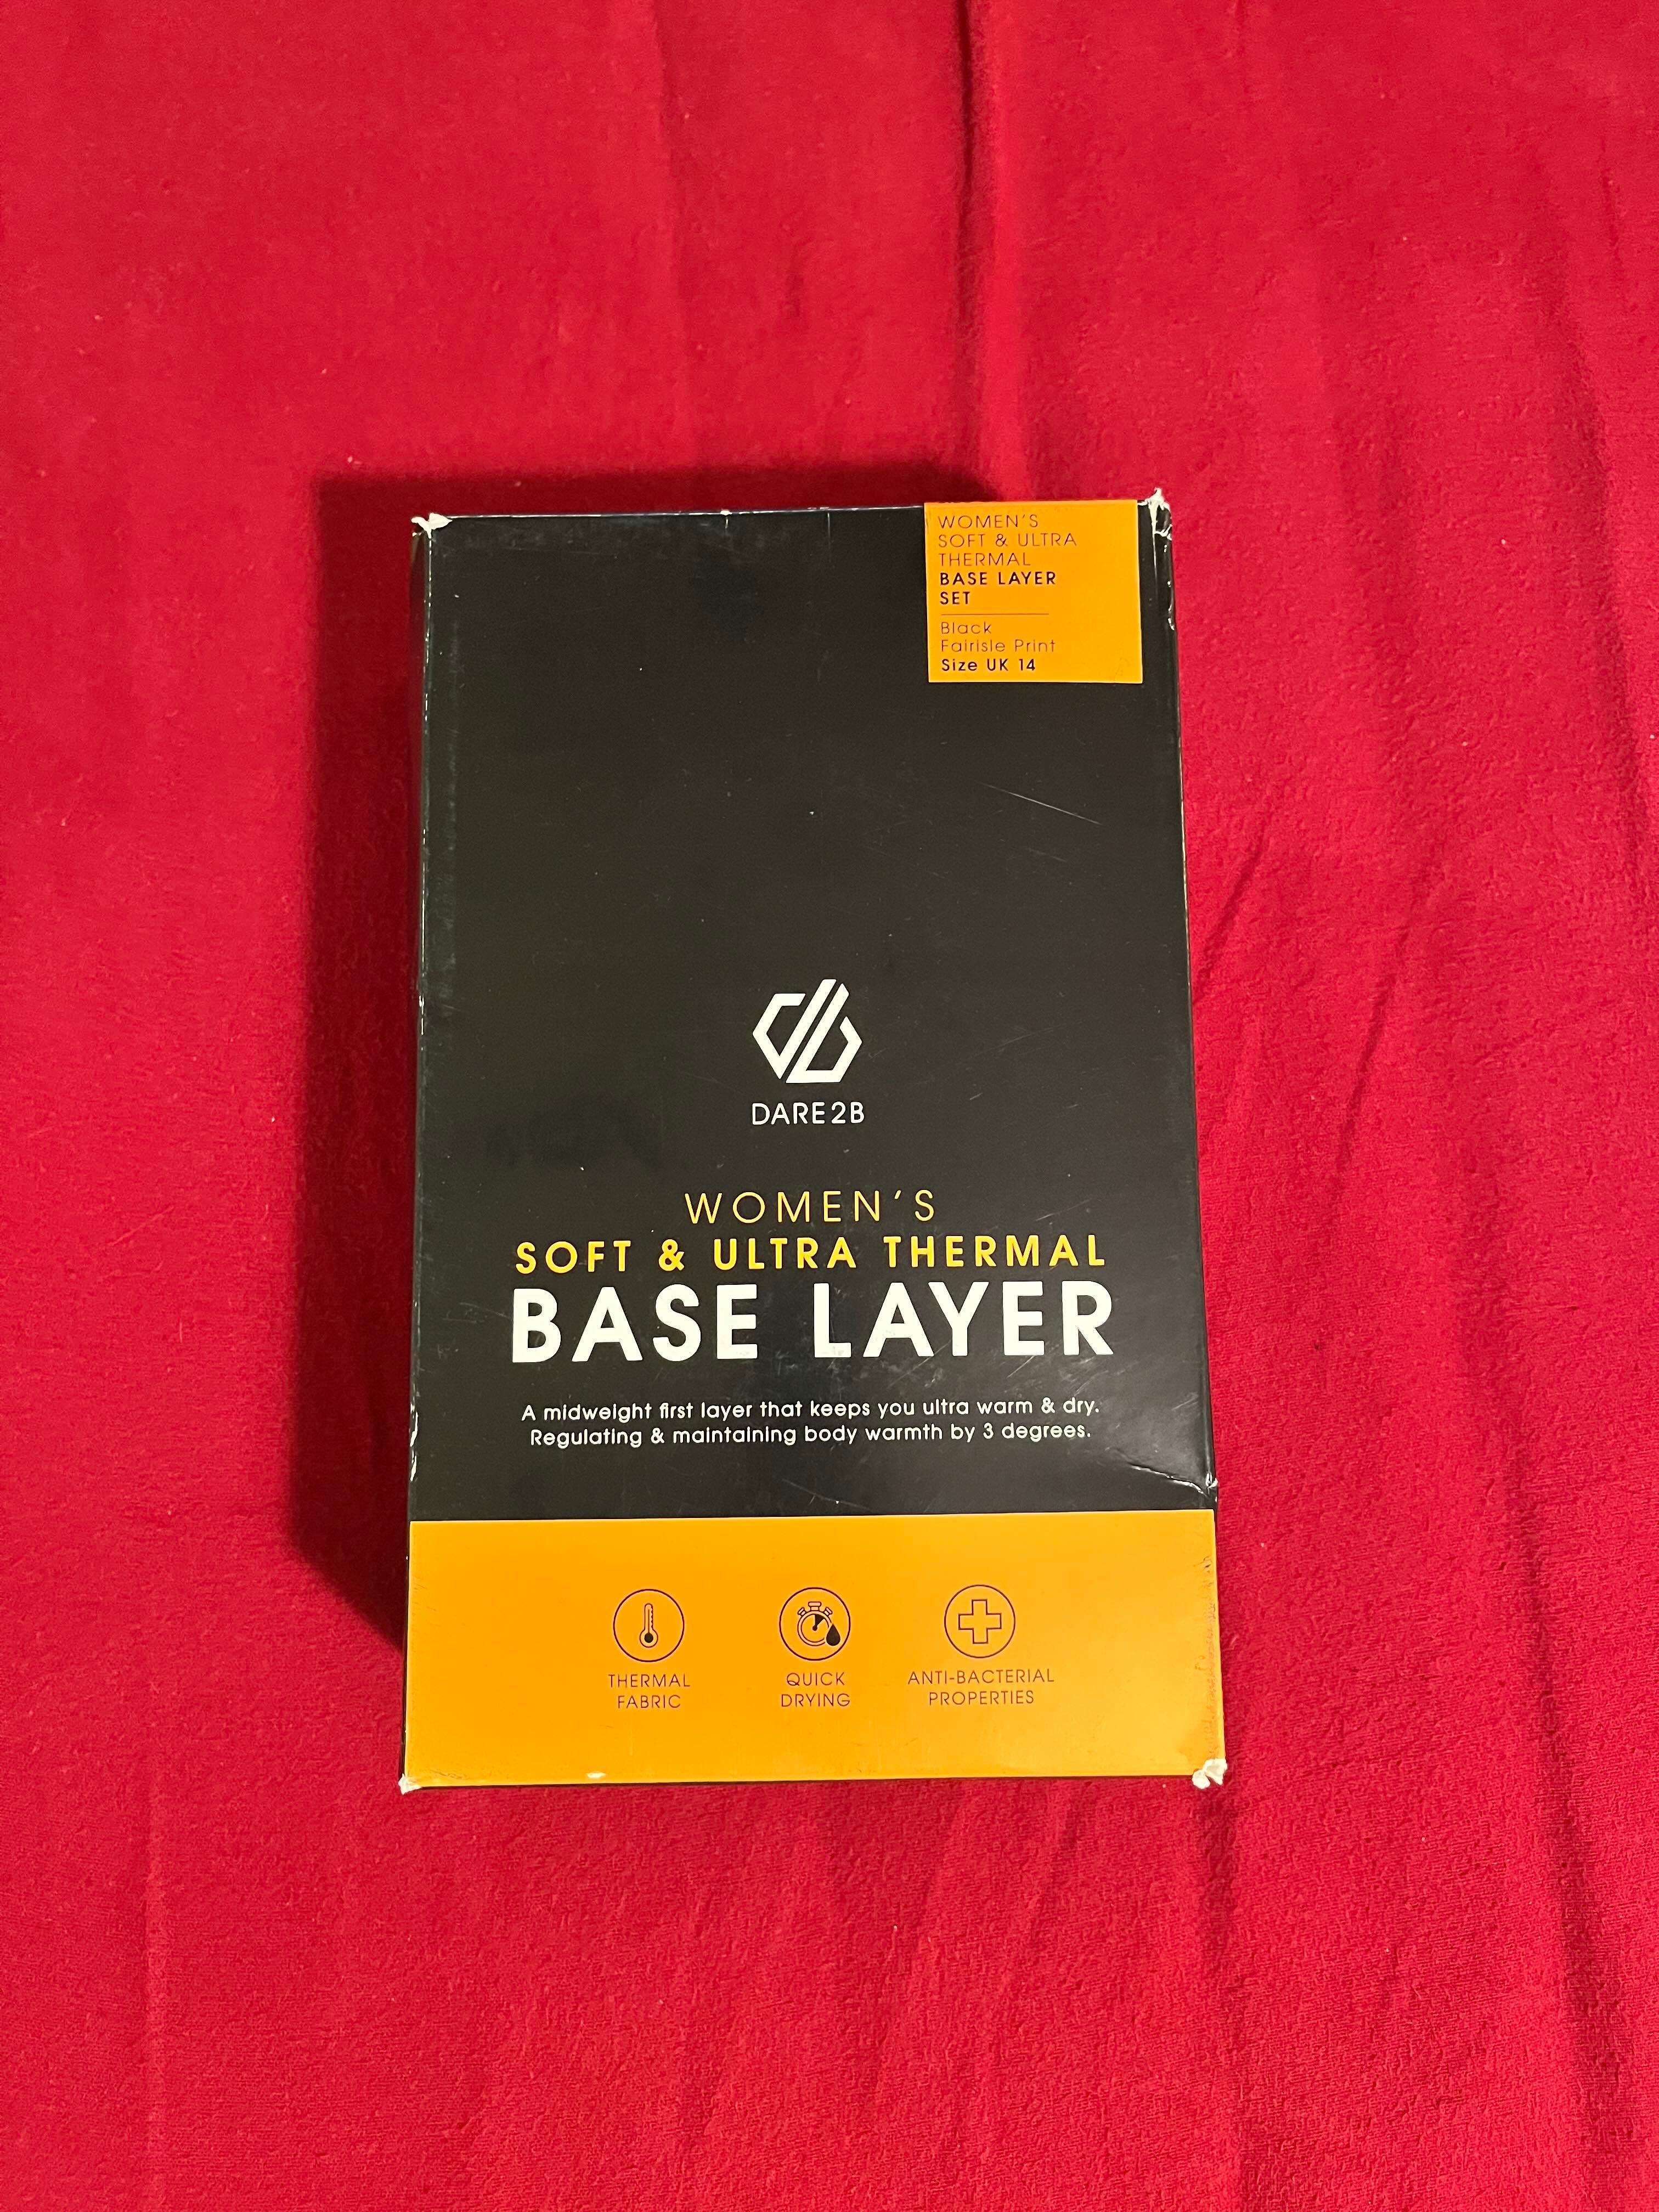 WOMEN'S
SOFT & ULTRA
THERMAL
BASE LAYER
SET
Black
Fairisle Print
Size UK 14
DARE2B
WOMEN'S
SOFT & ULTRA THERMAL
BASE LAYER
A midweight first layer that keeps you ultra warm & dry.
Regulating & maintaining body warmth by 3 degrees.
THERMAL
FABRIC
QUICK
DRYING
ANTI-BACTERIAL
PROPERTIES